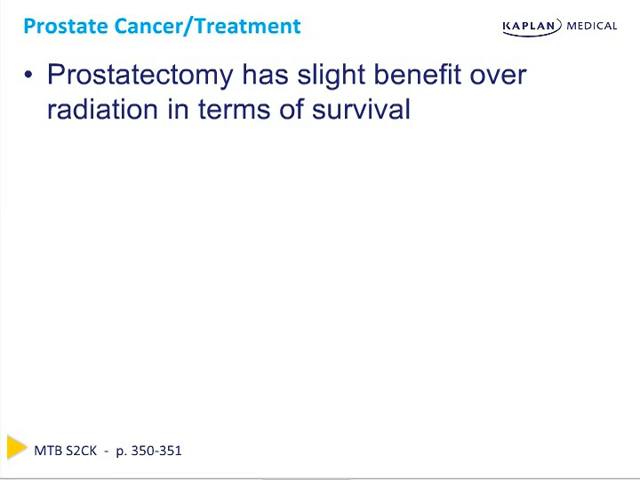 Prostate Cancer/Treatment
KAPLAN MEDICAL
• Prostatectomy has slight benefit over
radiation in terms of survival
MTB S2CK - p. 350-351